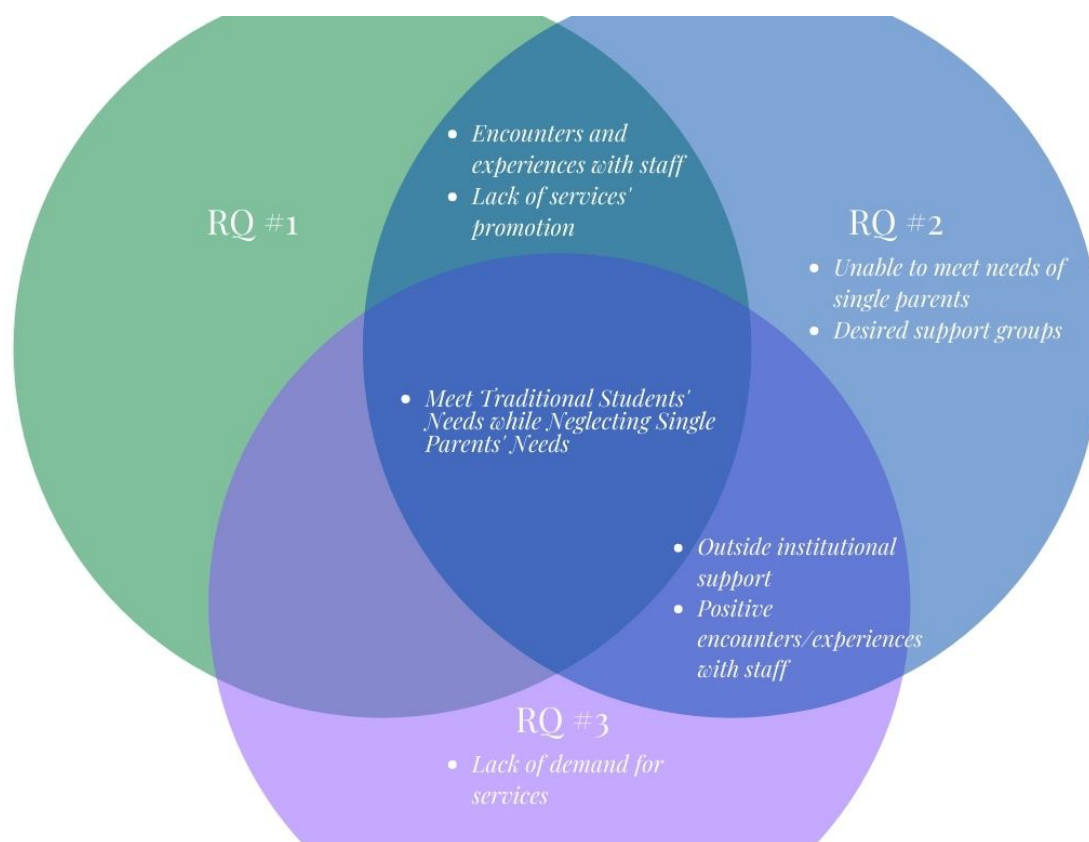 • Encounters and
experiences with staff
• Lack of services'
promotion
RQ #1
RQ #2
• Unable to meet needs of
single parents
• Desired support groups
• Meet Traditional Students'
Needs while Neglecting Single
Parents' Needs
• Outside institutional
support
• Positive
encounters/experiences
with staff
RQ #3
• Lack of demand for
services